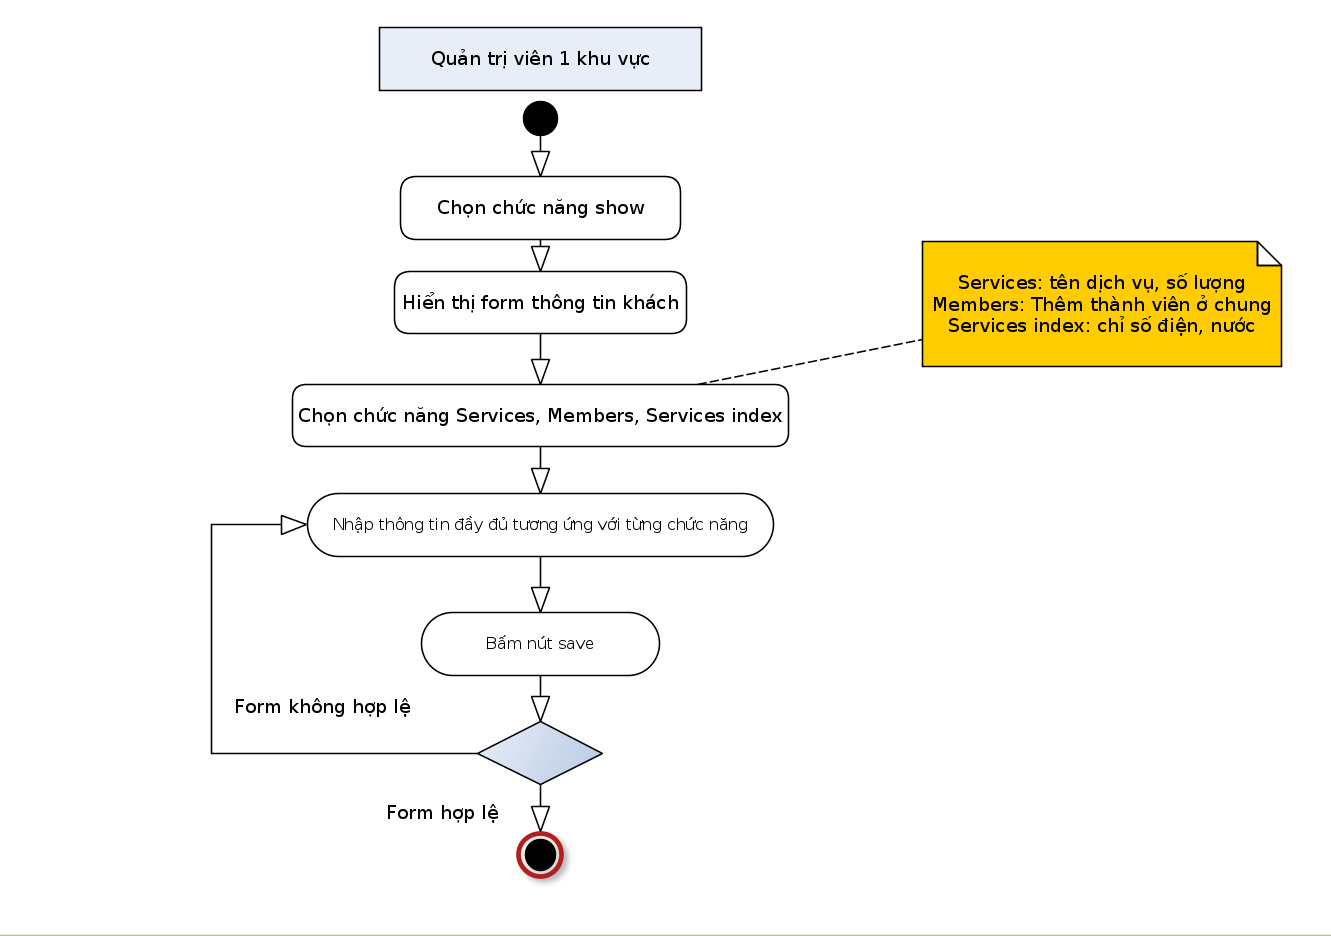 Quản trị viên 1 khu vực
Chọn chức năng show
Hiển thị form thông tin khách
Services: tên dịch vụ, số lượng
Members: Thêm thành viên ở chung
Services index: chỉ số điện, nước
Chọn chức năng Services, Members, Services index
Nhập thông tin đầy đủ tương ứng với từng chức năng
Bấm nút save
Form không hợp lệ
Form hợp lệ